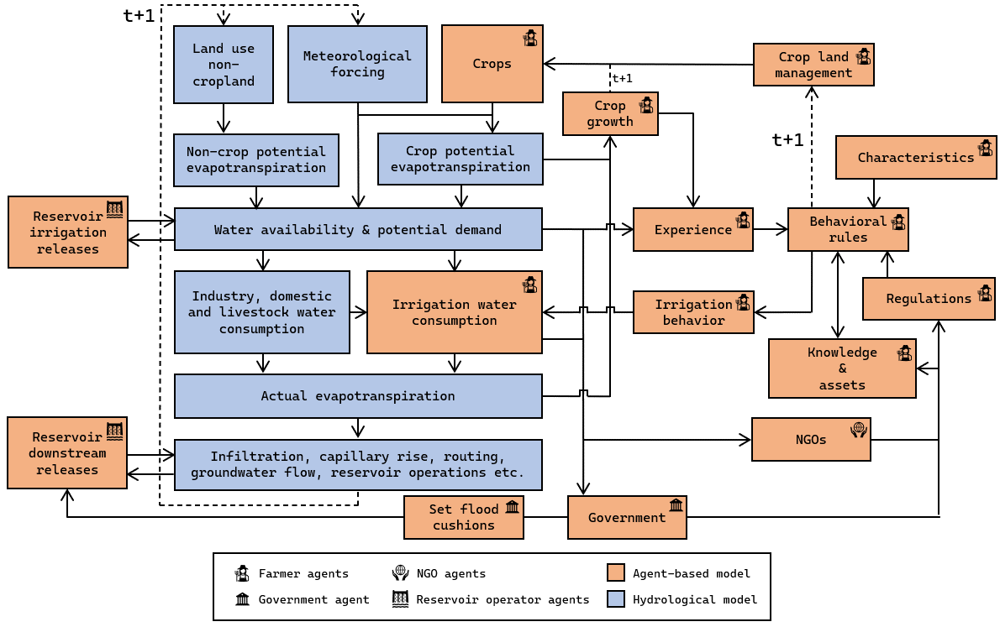 t+1
Land use
non-
cropland
Meteorological
forcing
Crops
Crop land
management
t+1
Crop
growth
t+1
Non-crop potential
evapotranspiration
Crop potential
evapotranspiration
Characteristics
Reservoir
irrigation
releases
Water availability & potential demand
Experience
Behavioral
rules
Industry, domestic
and livestock water
consumption
Irrigation water
consumption
Irrigation
behavior
Regulations
Knowledge
&
assets
Actual evapotranspiration
Reservoir
downstream
releases
Infiltration, capillary rise, routing,
groundwater flow, reservoir operations etc.
NGOs
Set flood
cushions
Government
Farmer agents
NGO agents
Agent-based model
Government agent
Reservoir operator agents
Hydrological model